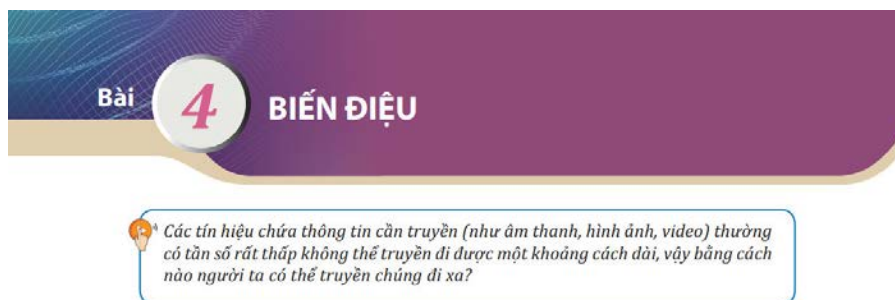 Bài 4 BIẾN ĐIỆU
Các tín hiệu chứa thông tin cần truyền (như âm thanh, hình ảnh, video) thường
có tần số rất thấp không thể truyền đi được một khoảng cách dài, vậy bằng cách
nào người ta có thể truyền chúng đi xa?